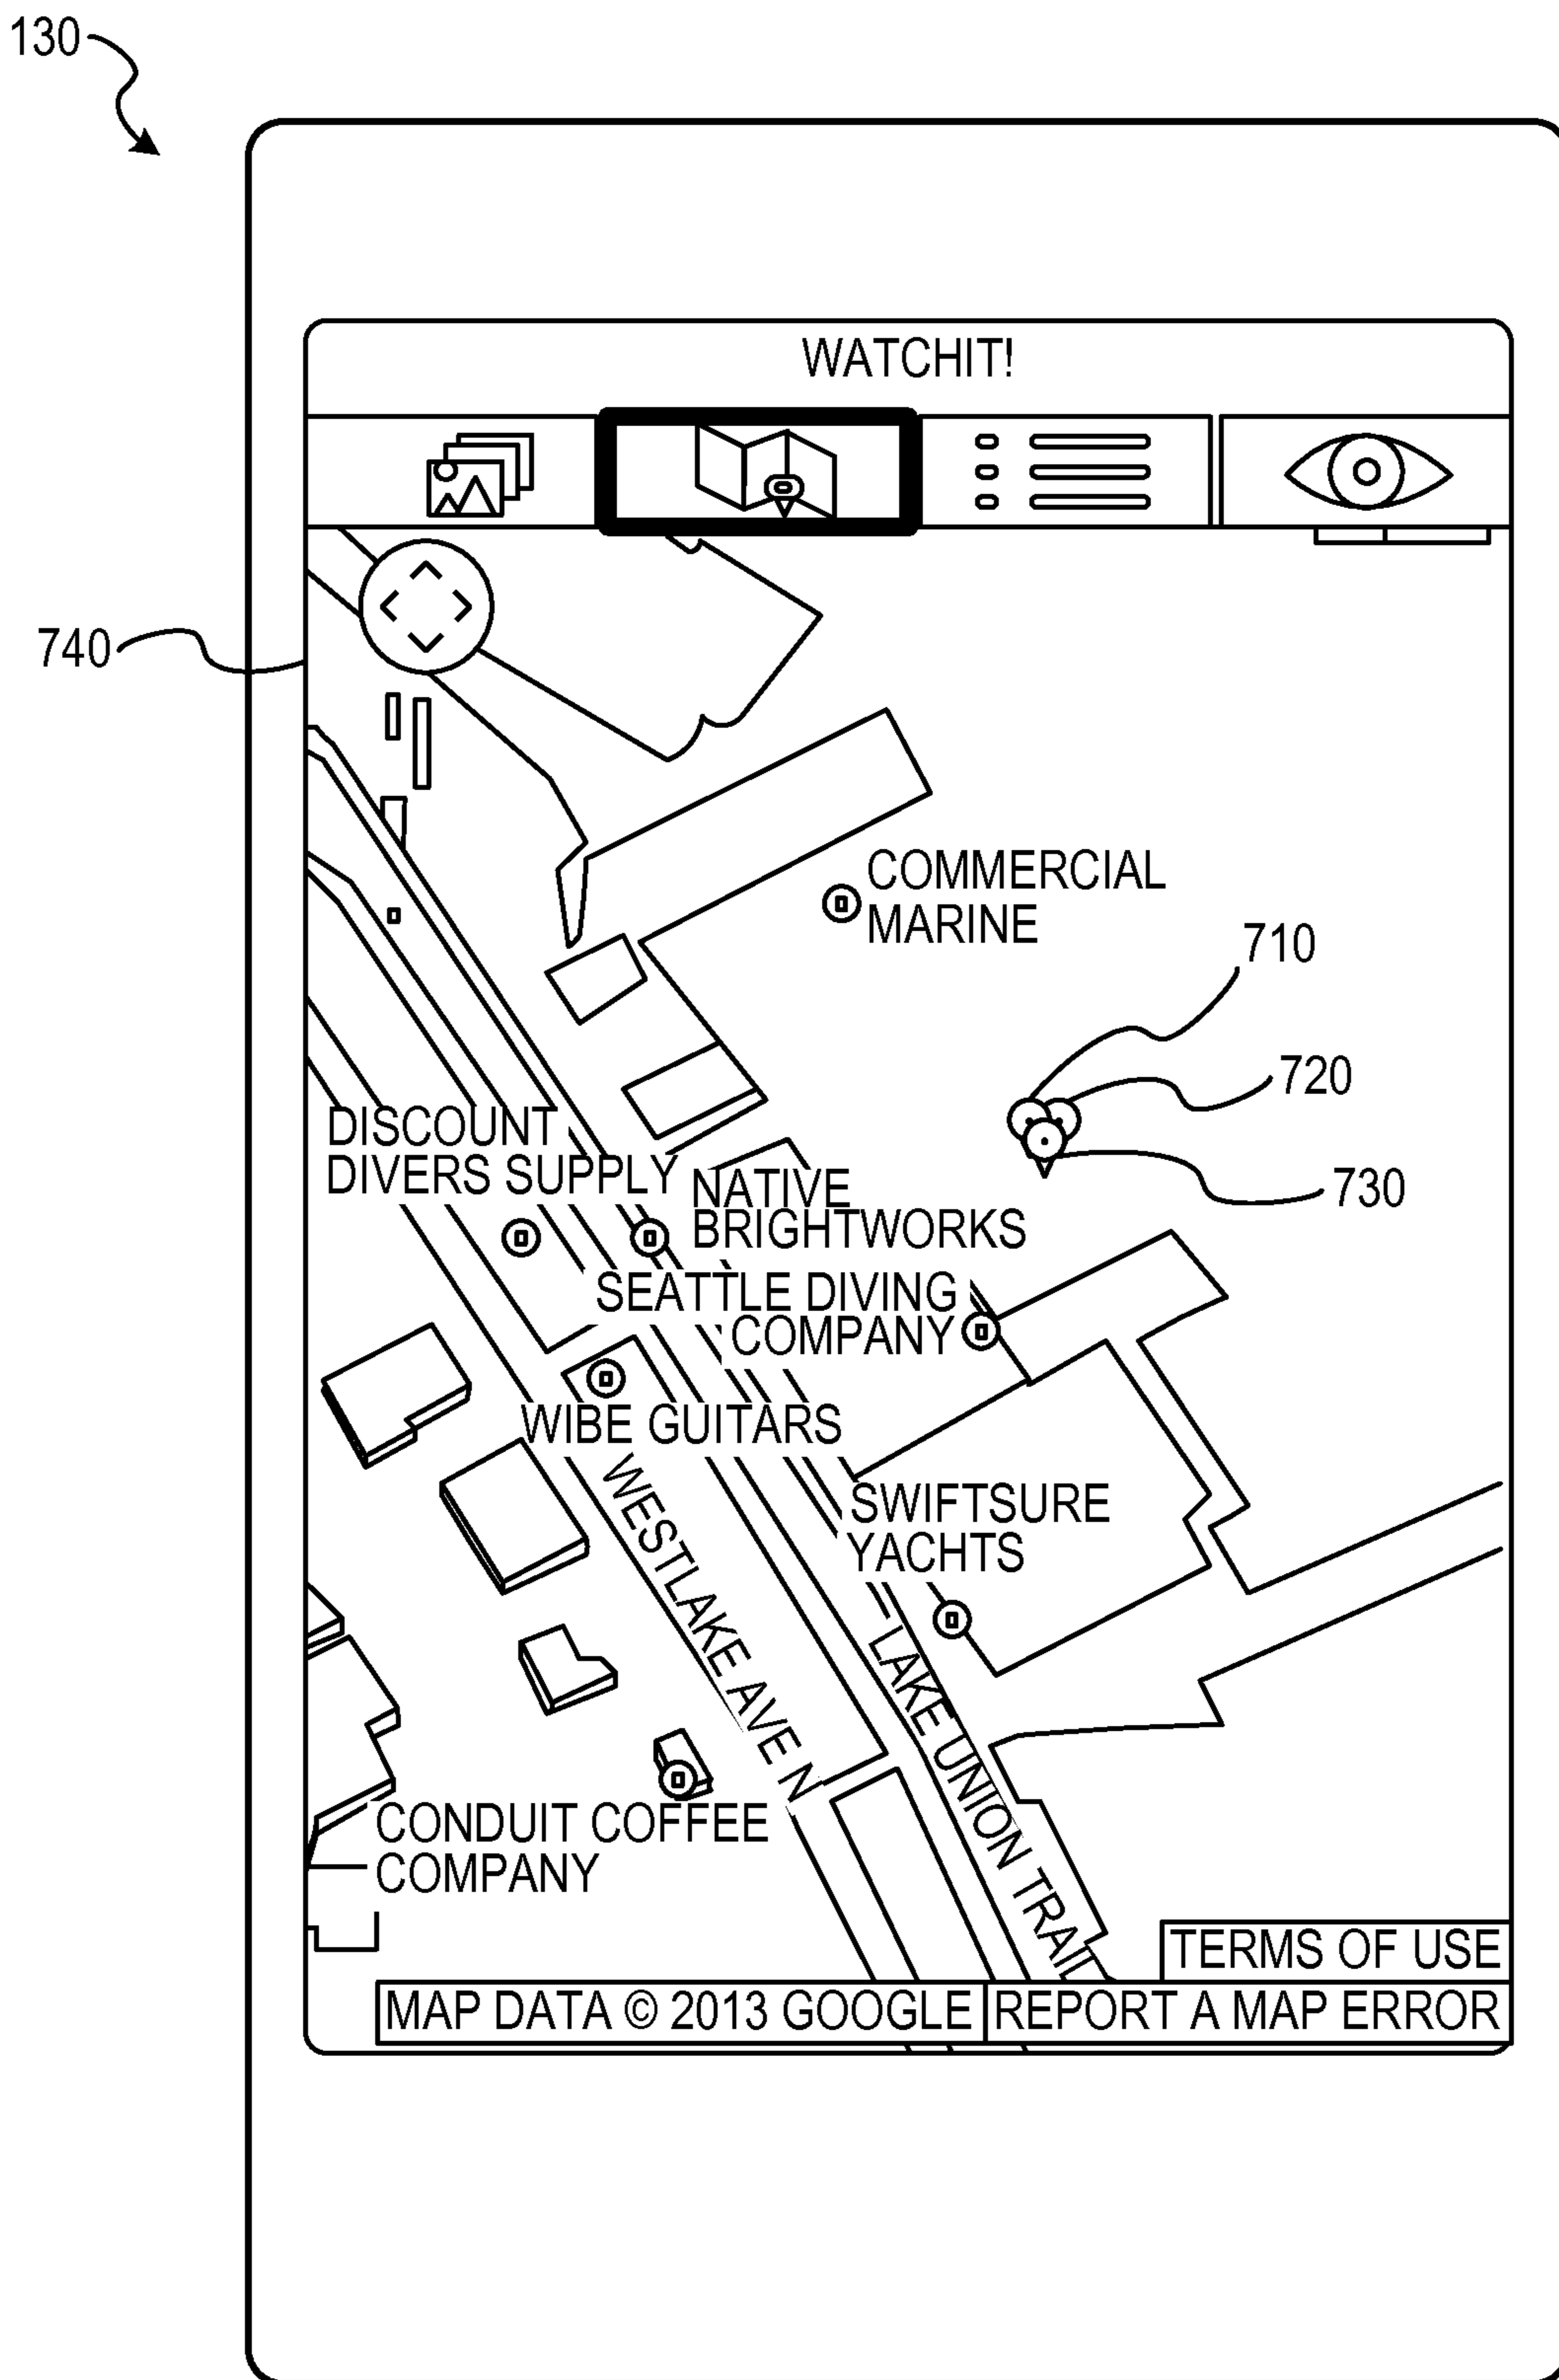 130
WATCHIT!
740
COMMERCIAL
MARINE
710
720
730
DISCOUNT
DIVERS SUPPLY
NATIVE
BRIGHTWORKS
SEATTLE DIVING
COMPANY
WIBE GUITARS
SWIFTSURE
YACHTS
WESTLAKE AVE N
LAKE UNION TRAIL
CONDUIT COFFEE
COMPANY
TERMS OF USE
MAP DATA © 2013 GOOGLE
REPORT A MAP ERROR